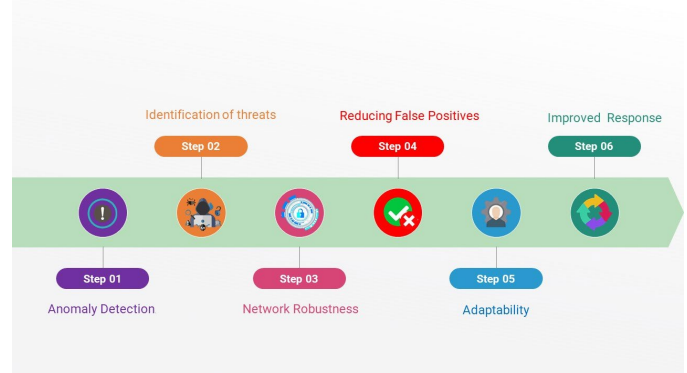 Identification of threats
Reducing False Positives
Improved Response
Step 02
Step 04
Step 06
!
Step 01
Step 03
Step 05
Anomaly Detection
Network Robustness
Adaptability